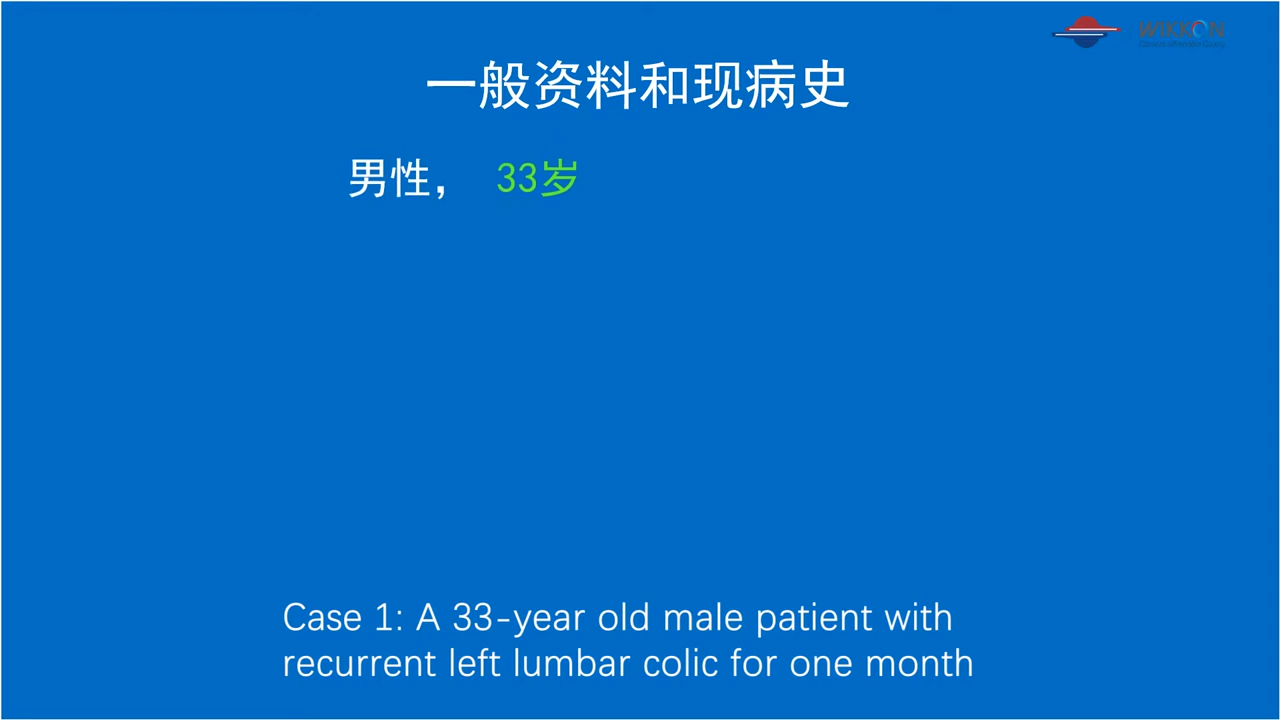 WIKKON
一般资料和现病史
男性， 33岁
Case 1: A 33-year old male patient with
recurrent left lumbar colic for one month